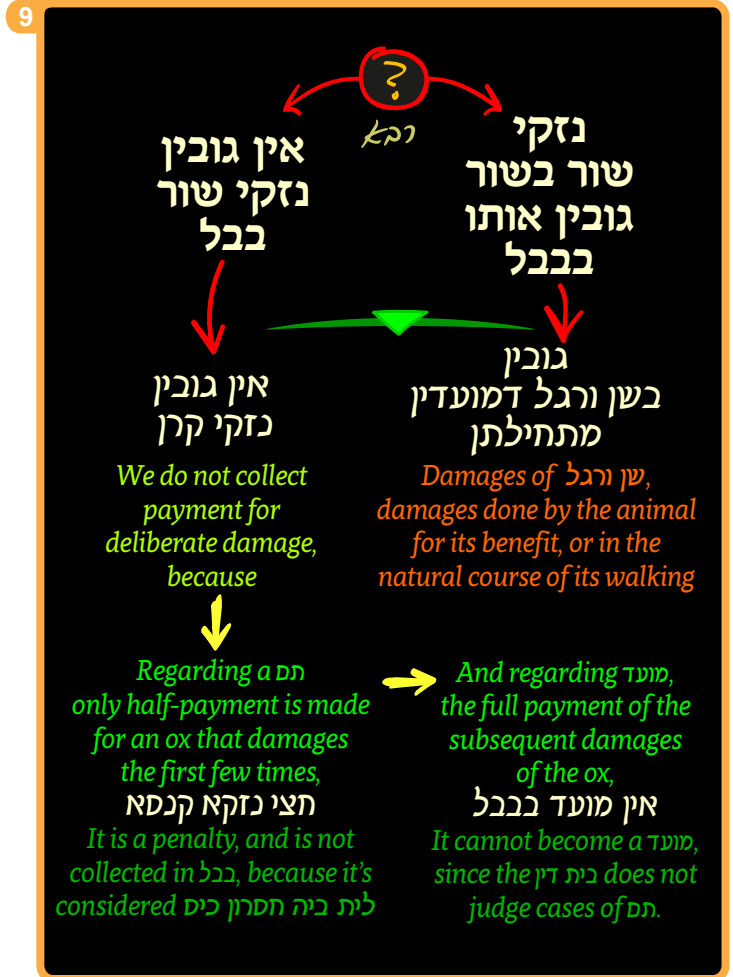 9
?
רבא
נזקי
שור בשור
גובין אותו
בבבל
אין גובין
נזקי שור
בבל
גובין
בשן ורגל דמועדין
מתחילתן
Damages of שן ורגל,
damages done by the animal
for its benefit, or in the
natural course of its walking
אין גובין
נזקי קרן
We do not collect
payment for
deliberate damage,
because
Regarding a תם
only half-payment is made
for an ox that damages
the first few times,
חצי נזקא קנסא
It is a penalty, and is not
collected in בבל, because it's
considered לית ביה חסרון כיס
And regarding מועד,
the full payment of the
subsequent damages
of the ox,
אין מועד בבבל
It cannot become a מועד,
since the בית דין does not
judge cases of תם.